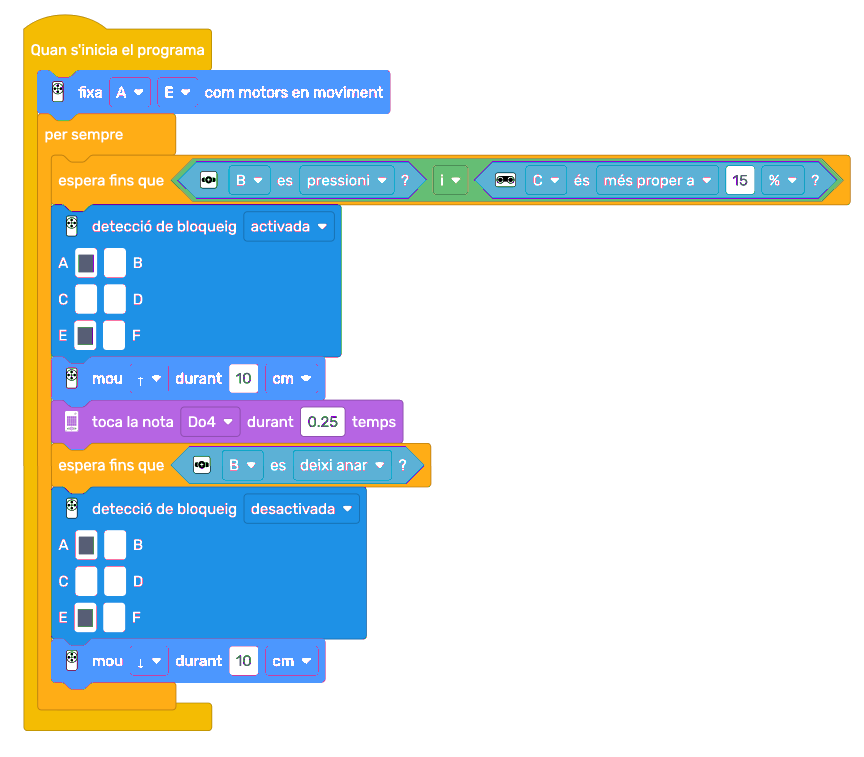 Quan s'inicia el programa
fixa A E com motors en moviment
per sempre
espera fins que B es pressioni ? i C és més proper a 15 % ?
detecció de bloqueig activada
A B
C D
E F
mou ↑ durant 10 cm
toca la nota Do4 durant 0.25 temps
espera fins que B es deixi anar ?
detecció de bloqueig desactivada
A B
C D
E F
mou ↓ durant 10 cm